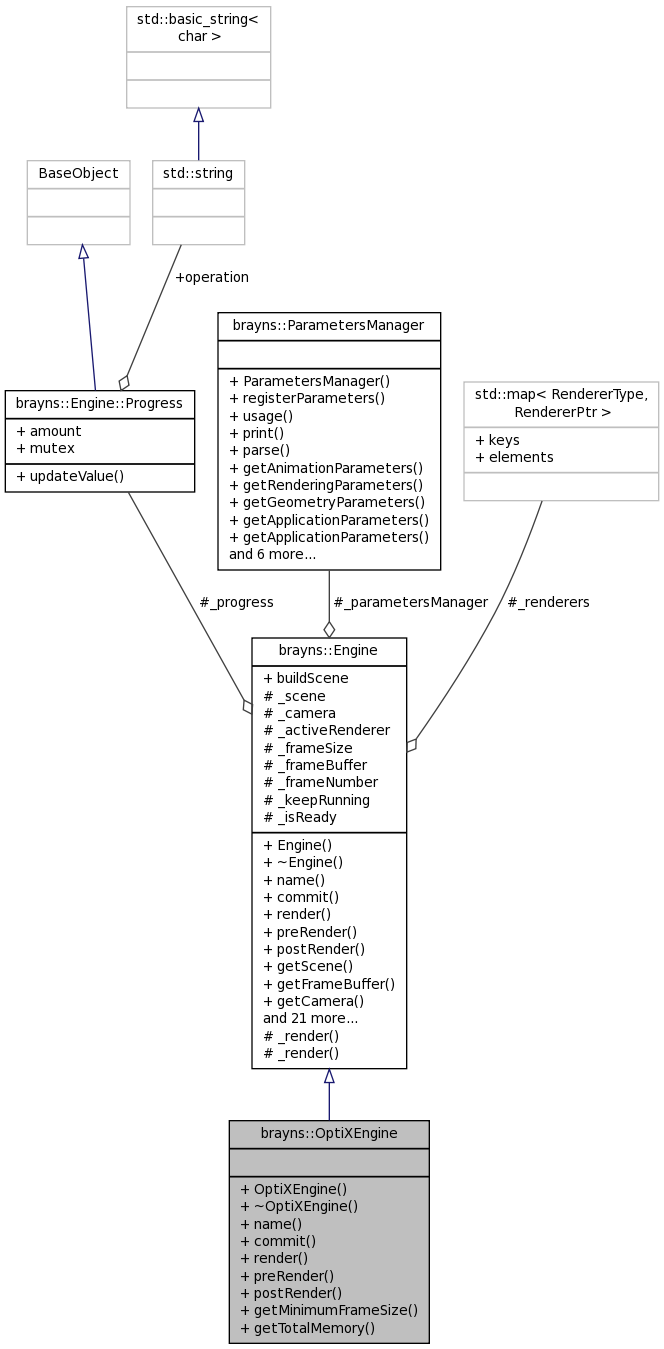 std::basic_string<
char >
BaseObject
std::string
+operation
brayns::ParametersManager
+ ParametersManager()
+ registerParameters()
+ usage()
+ print()
+ parse()
+ getAnimationParameters()
+ getRenderingParameters()
+ getGeometryParameters()
+ getApplicationParameters()
+ getApplicationParameters()
and 6 more...
brayns::Engine::Progress
+ amount
+ mutex
+ updateValue()
std::map< RendererType,
RendererPtr >
+ keys
+ elements
#_progress
#_parametersManager
#_renderers
brayns::Engine
+ buildScene
# _scene
# _camera
# _activeRenderer
# _frameSize
# _frameBuffer
# _frameNumber
# _keepRunning
# _isReady
+ Engine()
+ ~Engine()
+ name()
+ commit()
+ render()
+ preRender()
+ postRender()
+ getScene()
+ getFrameBuffer()
+ getCamera()
and 21 more...
# _render()
# _render()
brayns::OptiXEngine
+ OptiXEngine()
+ ~OptiXEngine()
+ name()
+ commit()
+ render()
+ preRender()
+ postRender()
+ getMinimumFrameSize()
+ getTotalMemory()